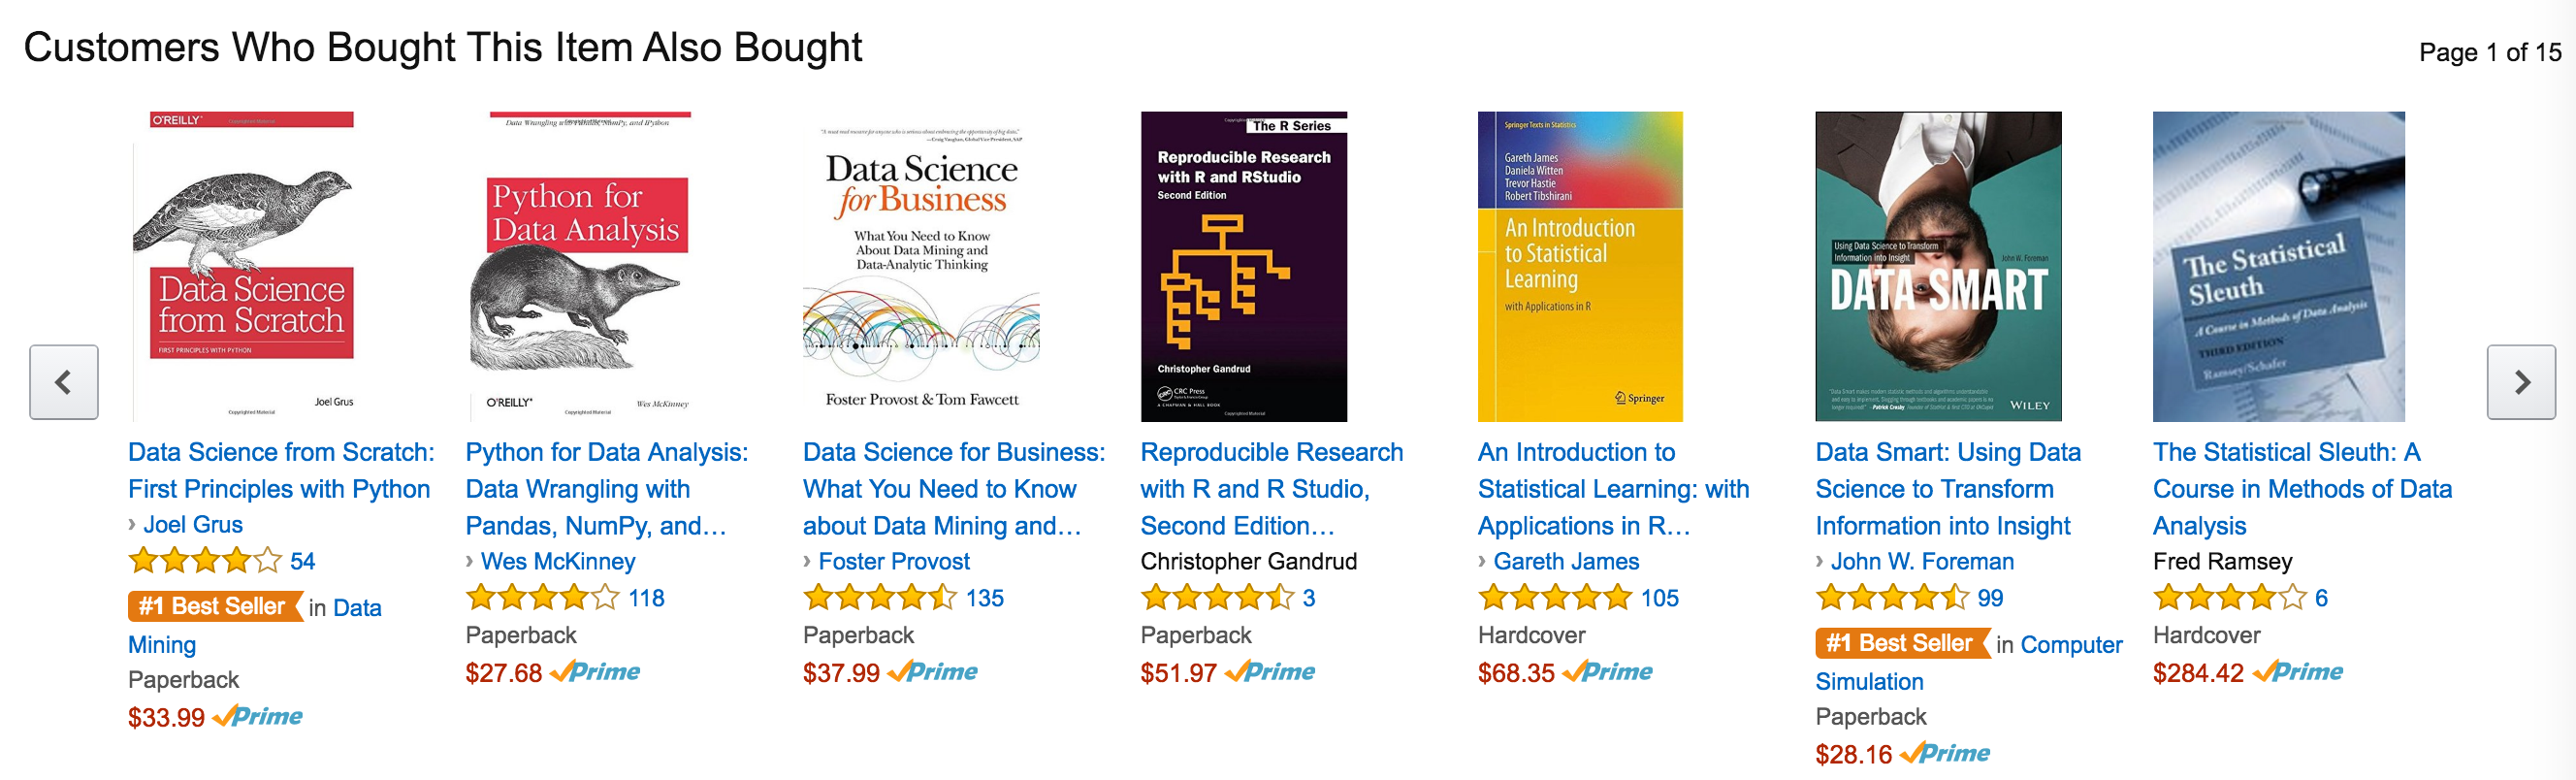 Customers Who Bought This Item Also Bought
Page 1 of 15
O'REILLY
Data Science
from Scratch
FIRST PRINCIPLES WITH PYTHON
Joel Grus
Data Wrangling with Pandas, NumPy, and IPython
Python for
Data Analysis
O'REILLY
Wes McKinney
Data Science
for Business
What You Need to Know
About Data Mining and
Data-Analytic Thinking
Foster Provost & Tom Fawcett
The R Series
Reproducible Research
with R and RStudio
Second Edition
Christopher Gandrud
CRC Press
Springer Texts in Statistics
Gareth James
Daniela Witten
Trevor Hastie
Robert Tibshirani
An Introduction
to Statistical
Learning
with Applications in R
Springer
Using Data Science to Transform
Information into Insight
John W. Foreman
DATA SMART
WILEY
The Statistical
Sleuth
A Course in Methods of Data Analysis
THIRD EDITION
Ramsey/Schafer
Data Science from Scratch:
First Principles with Python
› Joel Grus
54
#1 Best Seller in Data
Mining
Paperback
$33.99 Prime
Python for Data Analysis:
Data Wrangling with
Pandas, NumPy, and…
› Wes McKinney
118
Paperback
$27.68 Prime
Data Science for Business:
What You Need to Know
about Data Mining and…
› Foster Provost
135
Paperback
$37.99 Prime
Reproducible Research
with R and R Studio,
Second Edition…
Christopher Gandrud
3
Paperback
$51.97 Prime
An Introduction to
Statistical Learning: with
Applications in R…
› Gareth James
105
Hardcover
$68.35 Prime
Data Smart: Using Data
Science to Transform
Information into Insight
› John W. Foreman
99
#1 Best Seller in Computer
Simulation
Paperback
$28.16 Prime
The Statistical Sleuth: A
Course in Methods of Data
Analysis
Fred Ramsey
6
Hardcover
$284.42 Prime